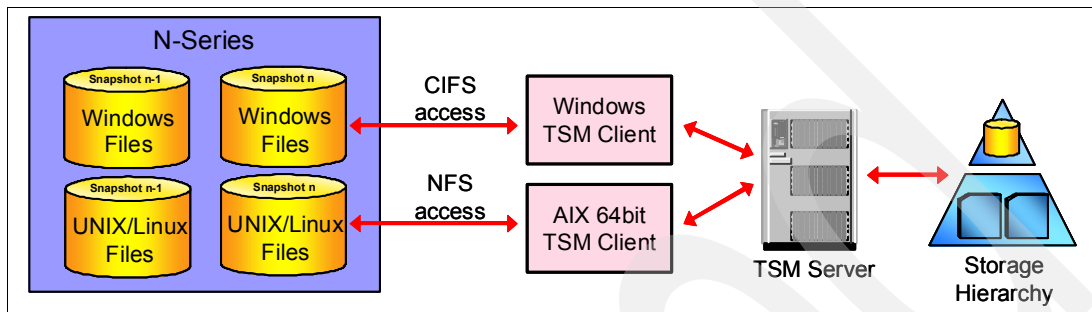 N-Series
Snapshot n-1
Windows
Files
Snapshot n
Windows
Files
Snapshot n-1
UNIX/Linux
Files
Snapshot n
UNIX/Linux
Files
CIFS
access
NFS
access
Windows
TSM Client
AIX 64bit
TSM Client
TSM Server
Storage
Hierarchy